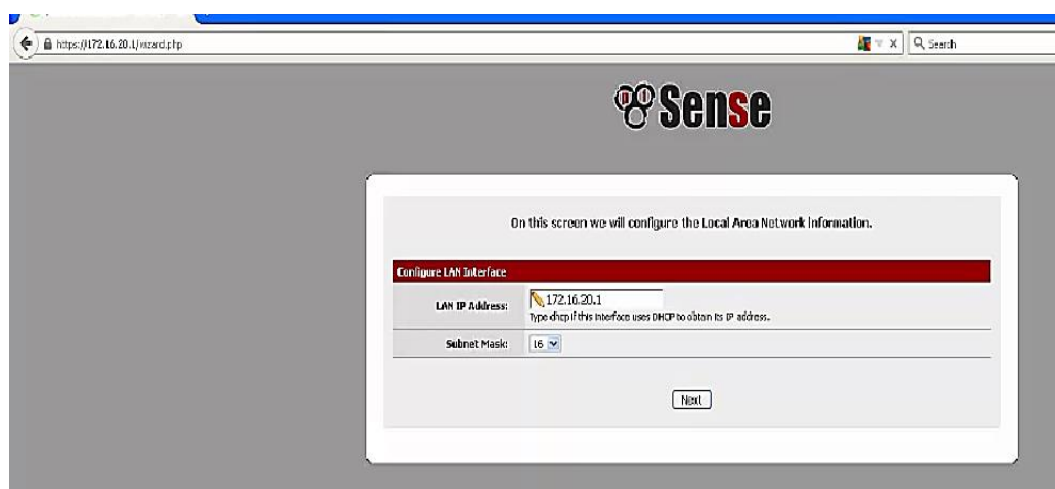 https://172.16.20.1/wizard.php
Search
Sense
On this screen we will configure the Local Area Network information.
Configure LAN Interface
LAN IP Address:
172.16.20.1
Type dhcp if this interface uses DHCP to obtain its IP address.
Subnet Mask:
16
Next